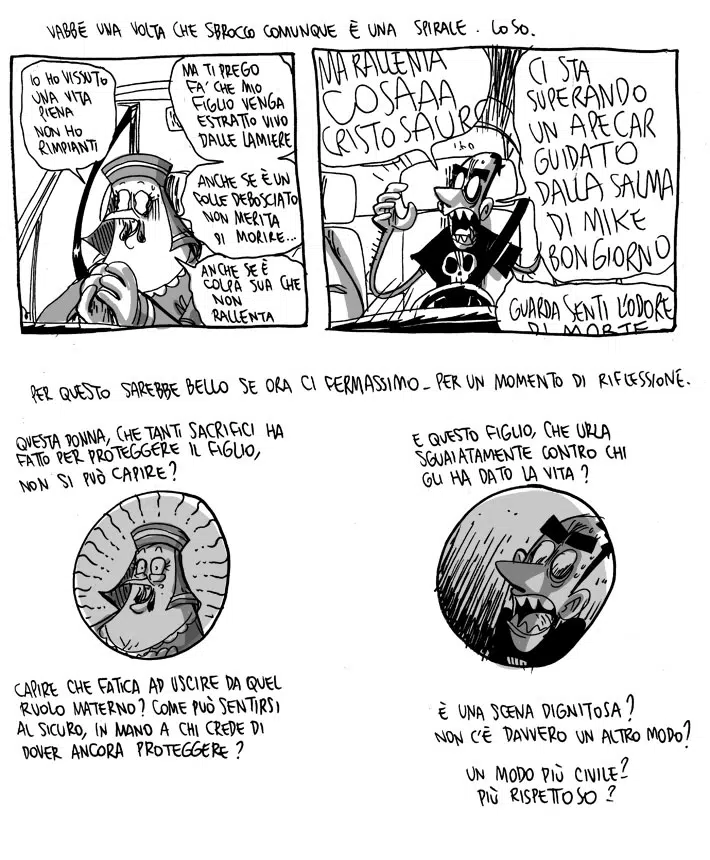 VABBÈ UNA VOLTA CHE SBROCCO COMUNQUE È UNA SPIRALE. LO SO.
IO HO VISSUTO
UNA VITA
PIENA
NON HO
RIMPIANTI
MA TI PREGO
FA' CHE MIO
FIGLIO VENGA
ESTRATTO VIVO
DALLE LAMIERE
ANCHE SE È UN
FOLLE DEBOSCIATO
NON MERITA
DI MORIRE...
ANCHE SE È
COLPA SUA CHE
NON
RALLENTA
MA RALLENTA
COSAAA
CRISTOSAURO
CI STA
SUPERANDO
UN APECAR
GUIDATO
DALLA SALMA
DI MIKE
BONGIORNO
GUARDA SENTI L'ODORE
DI MORTE
PER QUESTO SAREBBE BELLO SE ORA CI FERMASSIMO - PER UN MOMENTO DI RIFLESSIONE.
QUESTA DONNA, CHE TANTI SACRIFICI HA
FATTO PER PROTEGGERE IL FIGLIO,
NON SI PUÒ CAPIRE?
E QUESTO FIGLIO, CHE URLA
SGUAIATAMENTE CONTRO CHI
GLI HA DATO LA VITA?
CAPIRE CHE FATICA AD USCIRE DA QUEL
RUOLO MATERNO? COME PUÒ SENTIRSI
AL SICURO, IN MANO A CHI CREDE DI
DOVER ANCORA PROTEGGERE?
È UNA SCENA DIGNITOSA?
NON C'È DAVVERO UN ALTRO MODO?
UN MODO PIÙ CIVILE?
PIÙ RISPETTOSO?